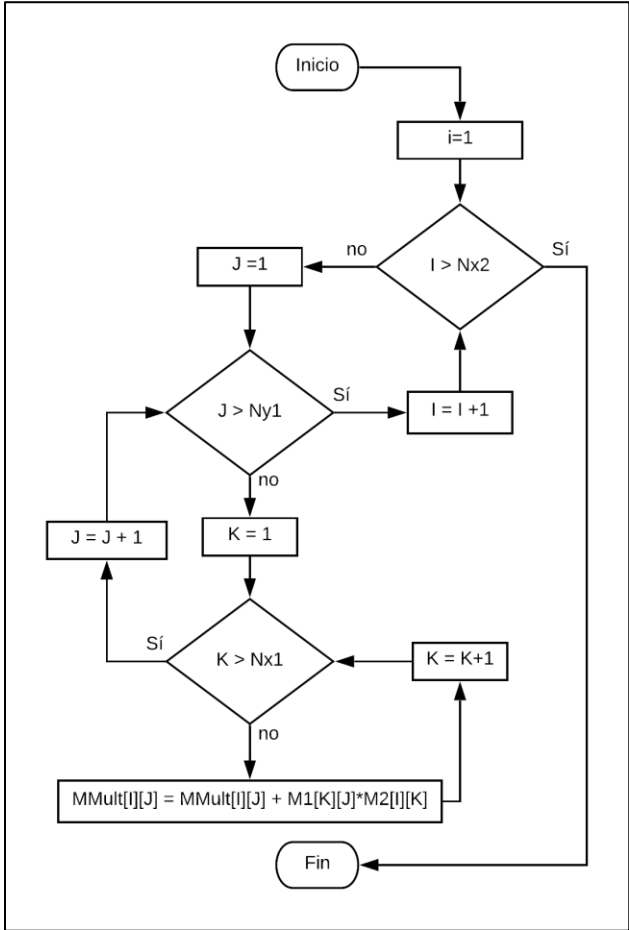 Inicio
i=1
I > Nx2
no
Sí
J =1
J > Ny1
Sí
I = I +1
no
J = J + 1
K = 1
K > Nx1
Sí
K = K+1
no
MMult[I][J] = MMult[I][J] + M1[K][J]*M2[I][K]
Fin